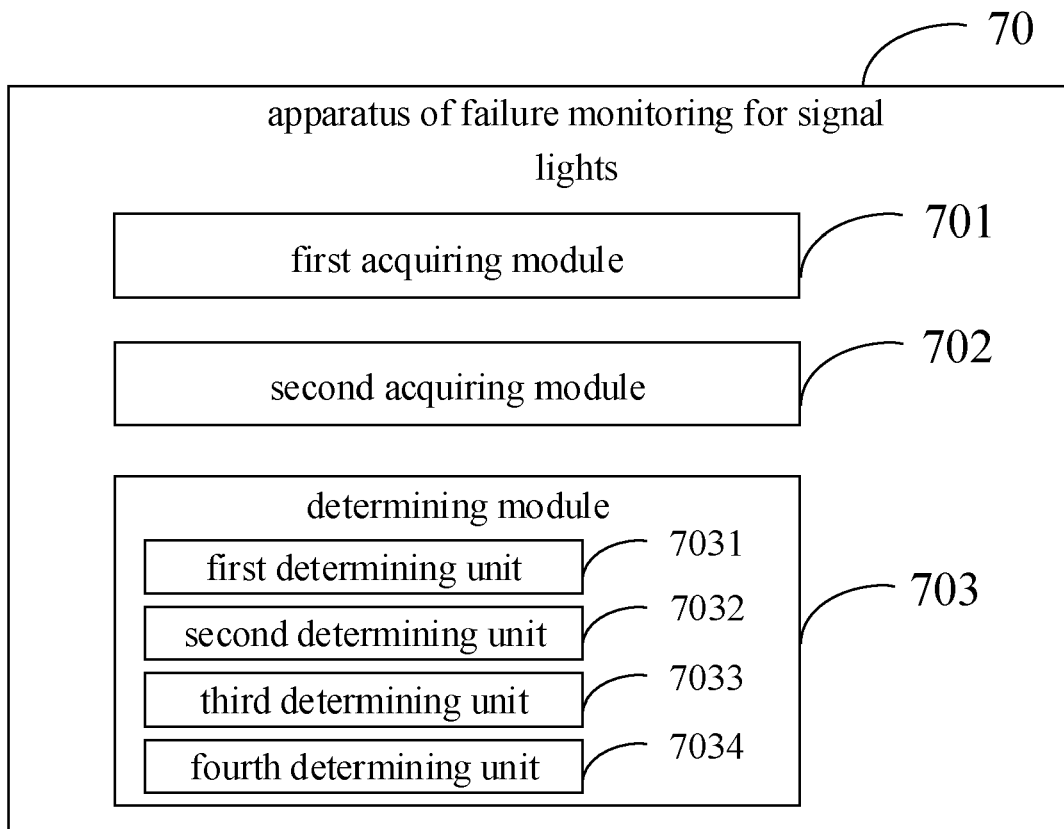 70
apparatus of failure monitoring for signal
lights
701
first acquiring module
702
second acquiring module
determining module
7031
first determining unit
7032
703
second determining unit
7033
third determining unit
7034
fourth determining unit